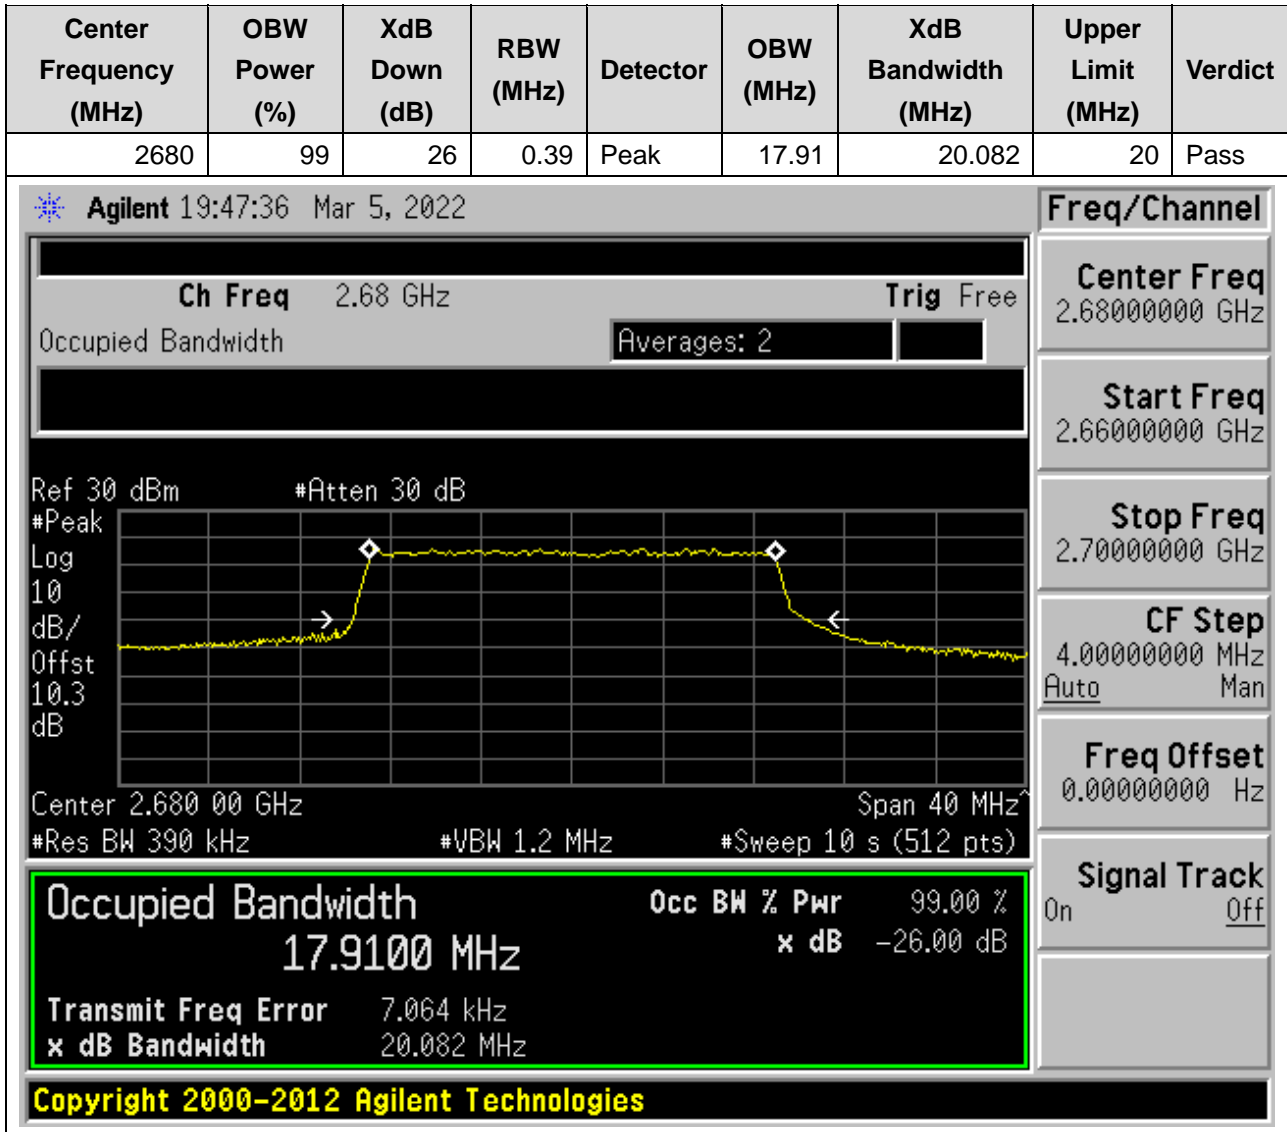 Center Frequency (MHz) OBW Power (%) XdB Down (dB) RBW (MHz) Detector OBW (MHz) XdB Bandwidth (MHz) Upper Limit (MHz) Verdict
2680 99 26 0.39 Peak 17.91 20.082 20 Pass
Agilent 19:47:36 Mar 5, 2022
Freq/Channel
Ch Freq 2.68 GHz Trig Free
Occupied Bandwidth Averages: 2
Ref 30 dBm #Atten 30 dB
#Peak
Log
10
dB/
Offst
10.3
dB
Center 2.680 00 GHz Span 40 MHz^
#Res BW 390 kHz #VBW 1.2 MHz #Sweep 10 s (512 pts)
Occupied Bandwidth Occ BW % Pwr 99.00 %
17.9100 MHz x dB -26.00 dB
Transmit Freq Error 7.064 kHz
x dB Bandwidth 20.082 MHz
Center Freq
2.68000000 GHz
Start Freq
2.66000000 GHz
Stop Freq
2.70000000 GHz
CF Step
4.00000000 MHz
Auto Man
Freq Offset
0.00000000 Hz
Signal Track
On Off
Copyright 2000-2012 Agilent Technologies